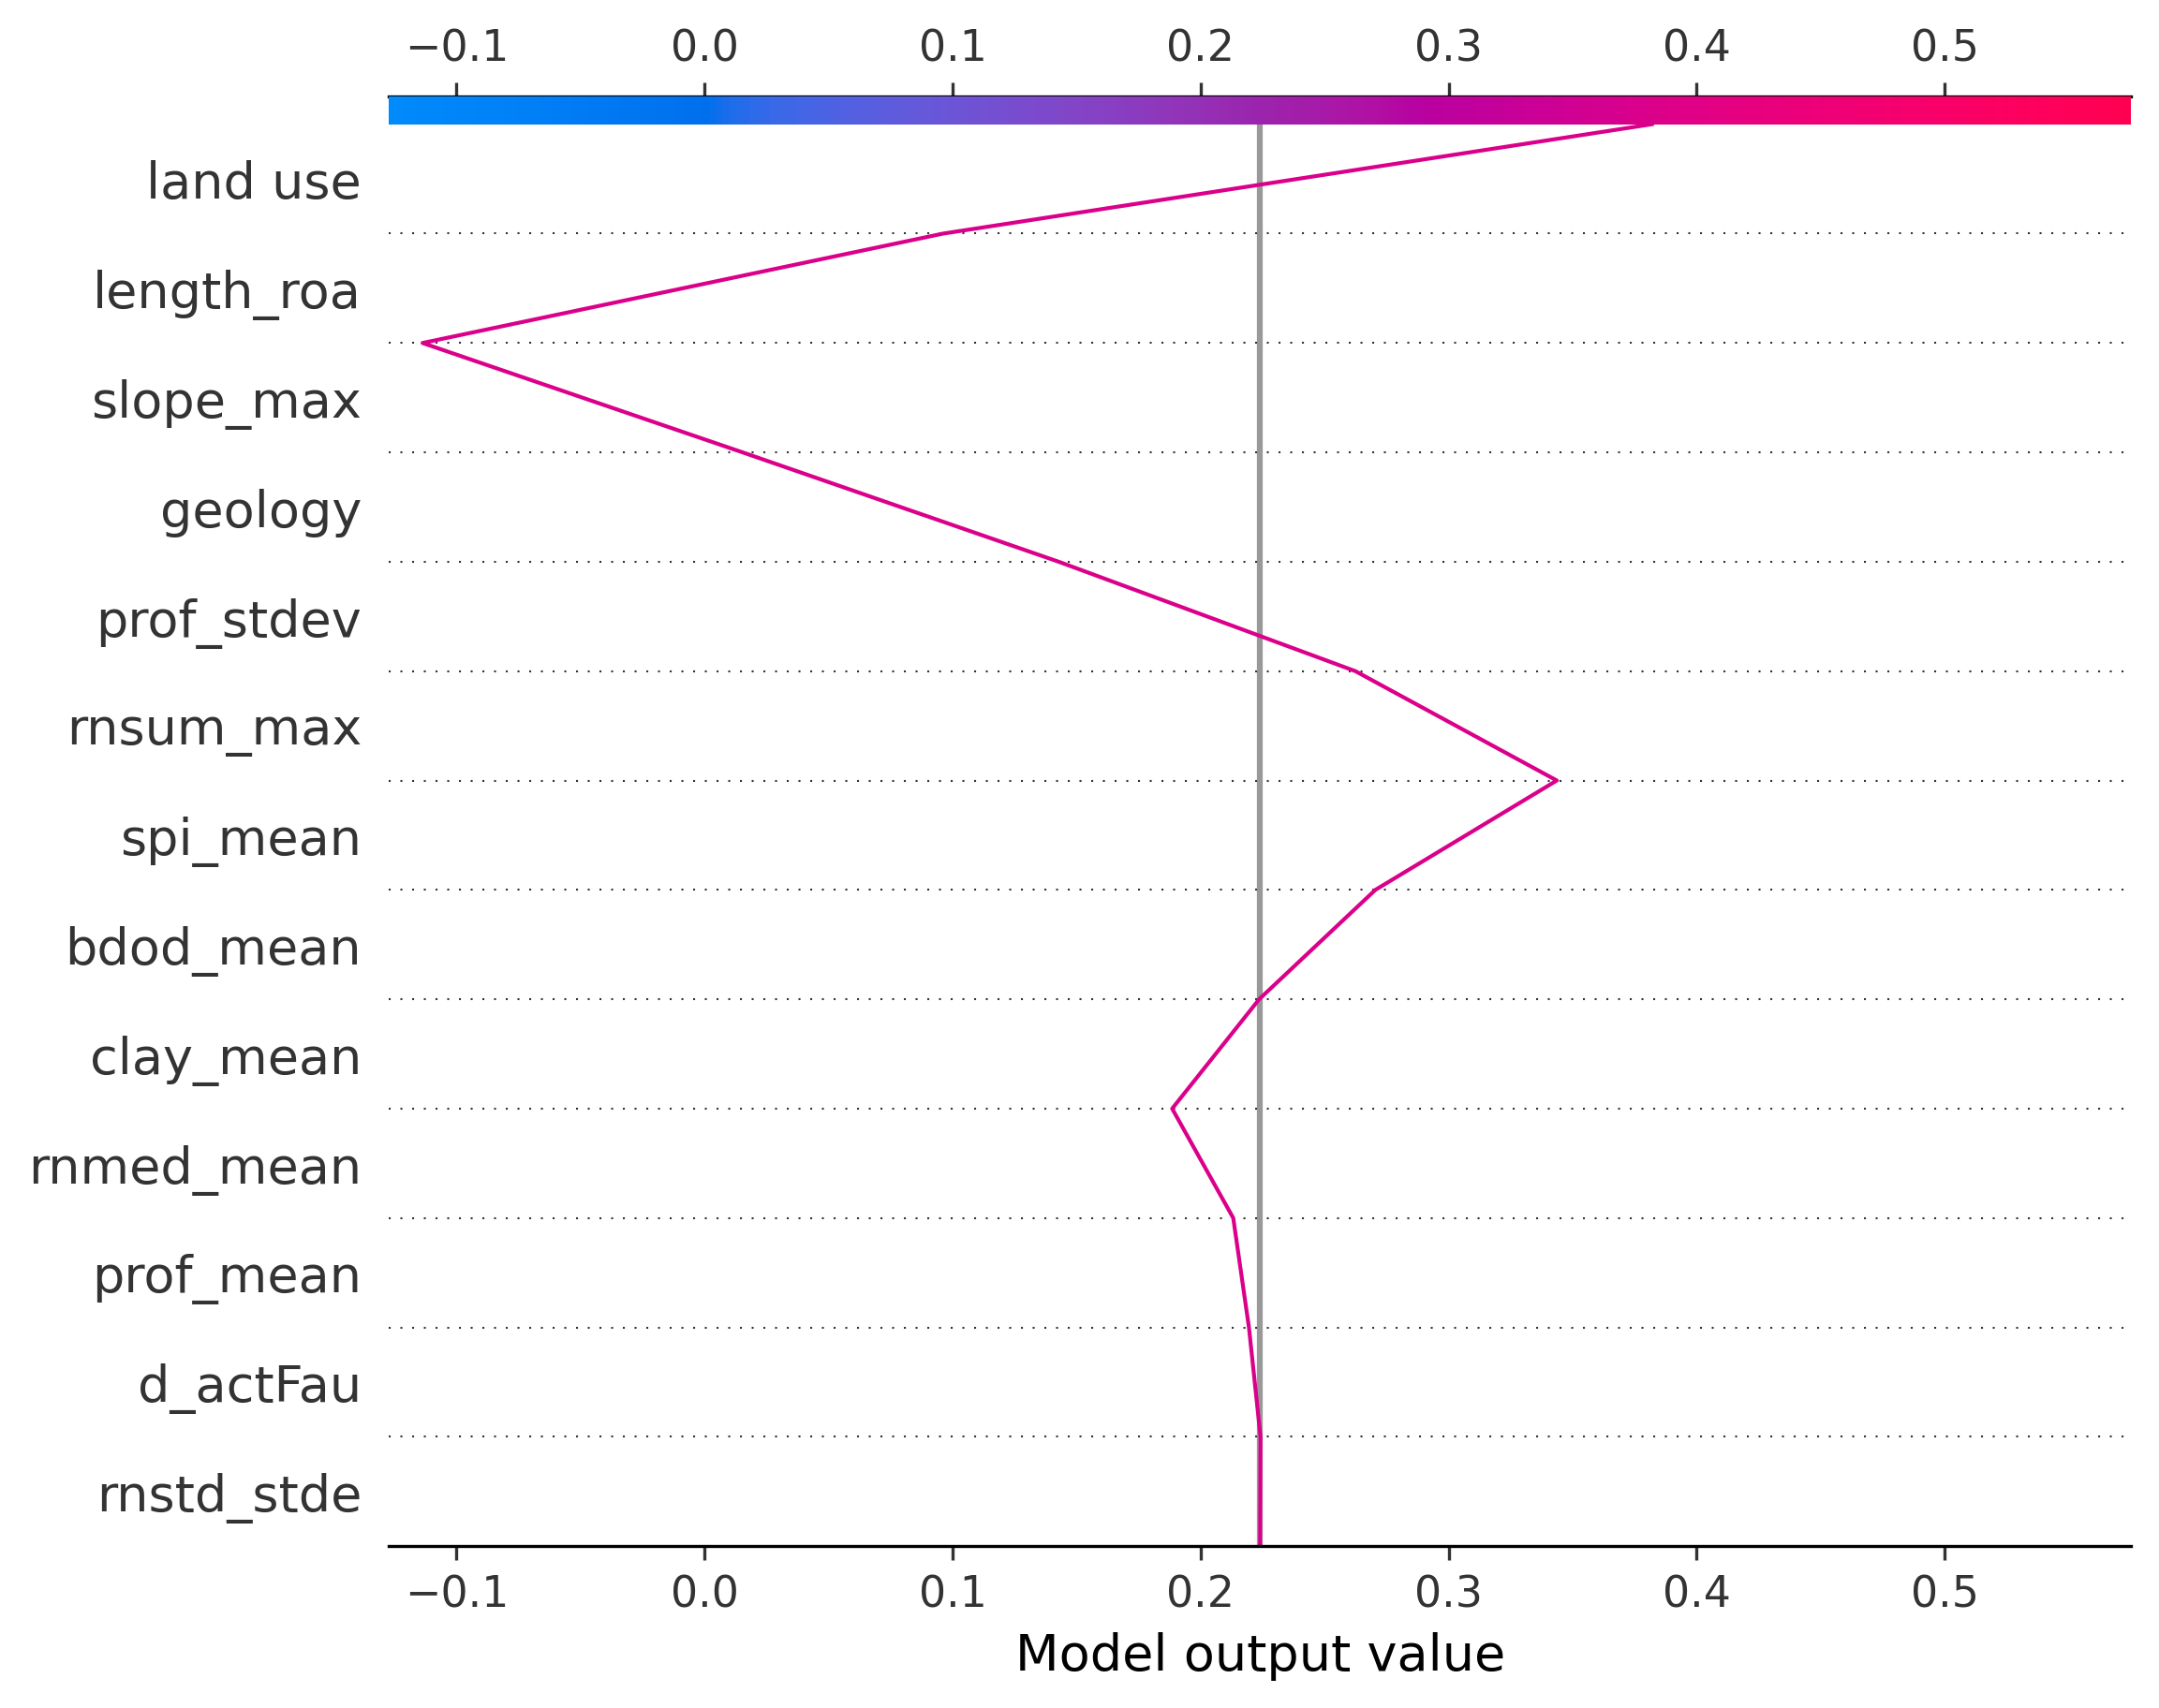 −0.1 0.0 0.1 0.2 0.3 0.4 0.5
land use
length_roa
slope_max
geology
prof_stdev
rnsum_max
spi_mean
bdod_mean
clay_mean
rnmed_mean
prof_mean
d_actFau
rnstd_stde
−0.1 0.0 0.1 0.2 0.3 0.4 0.5
Model output value